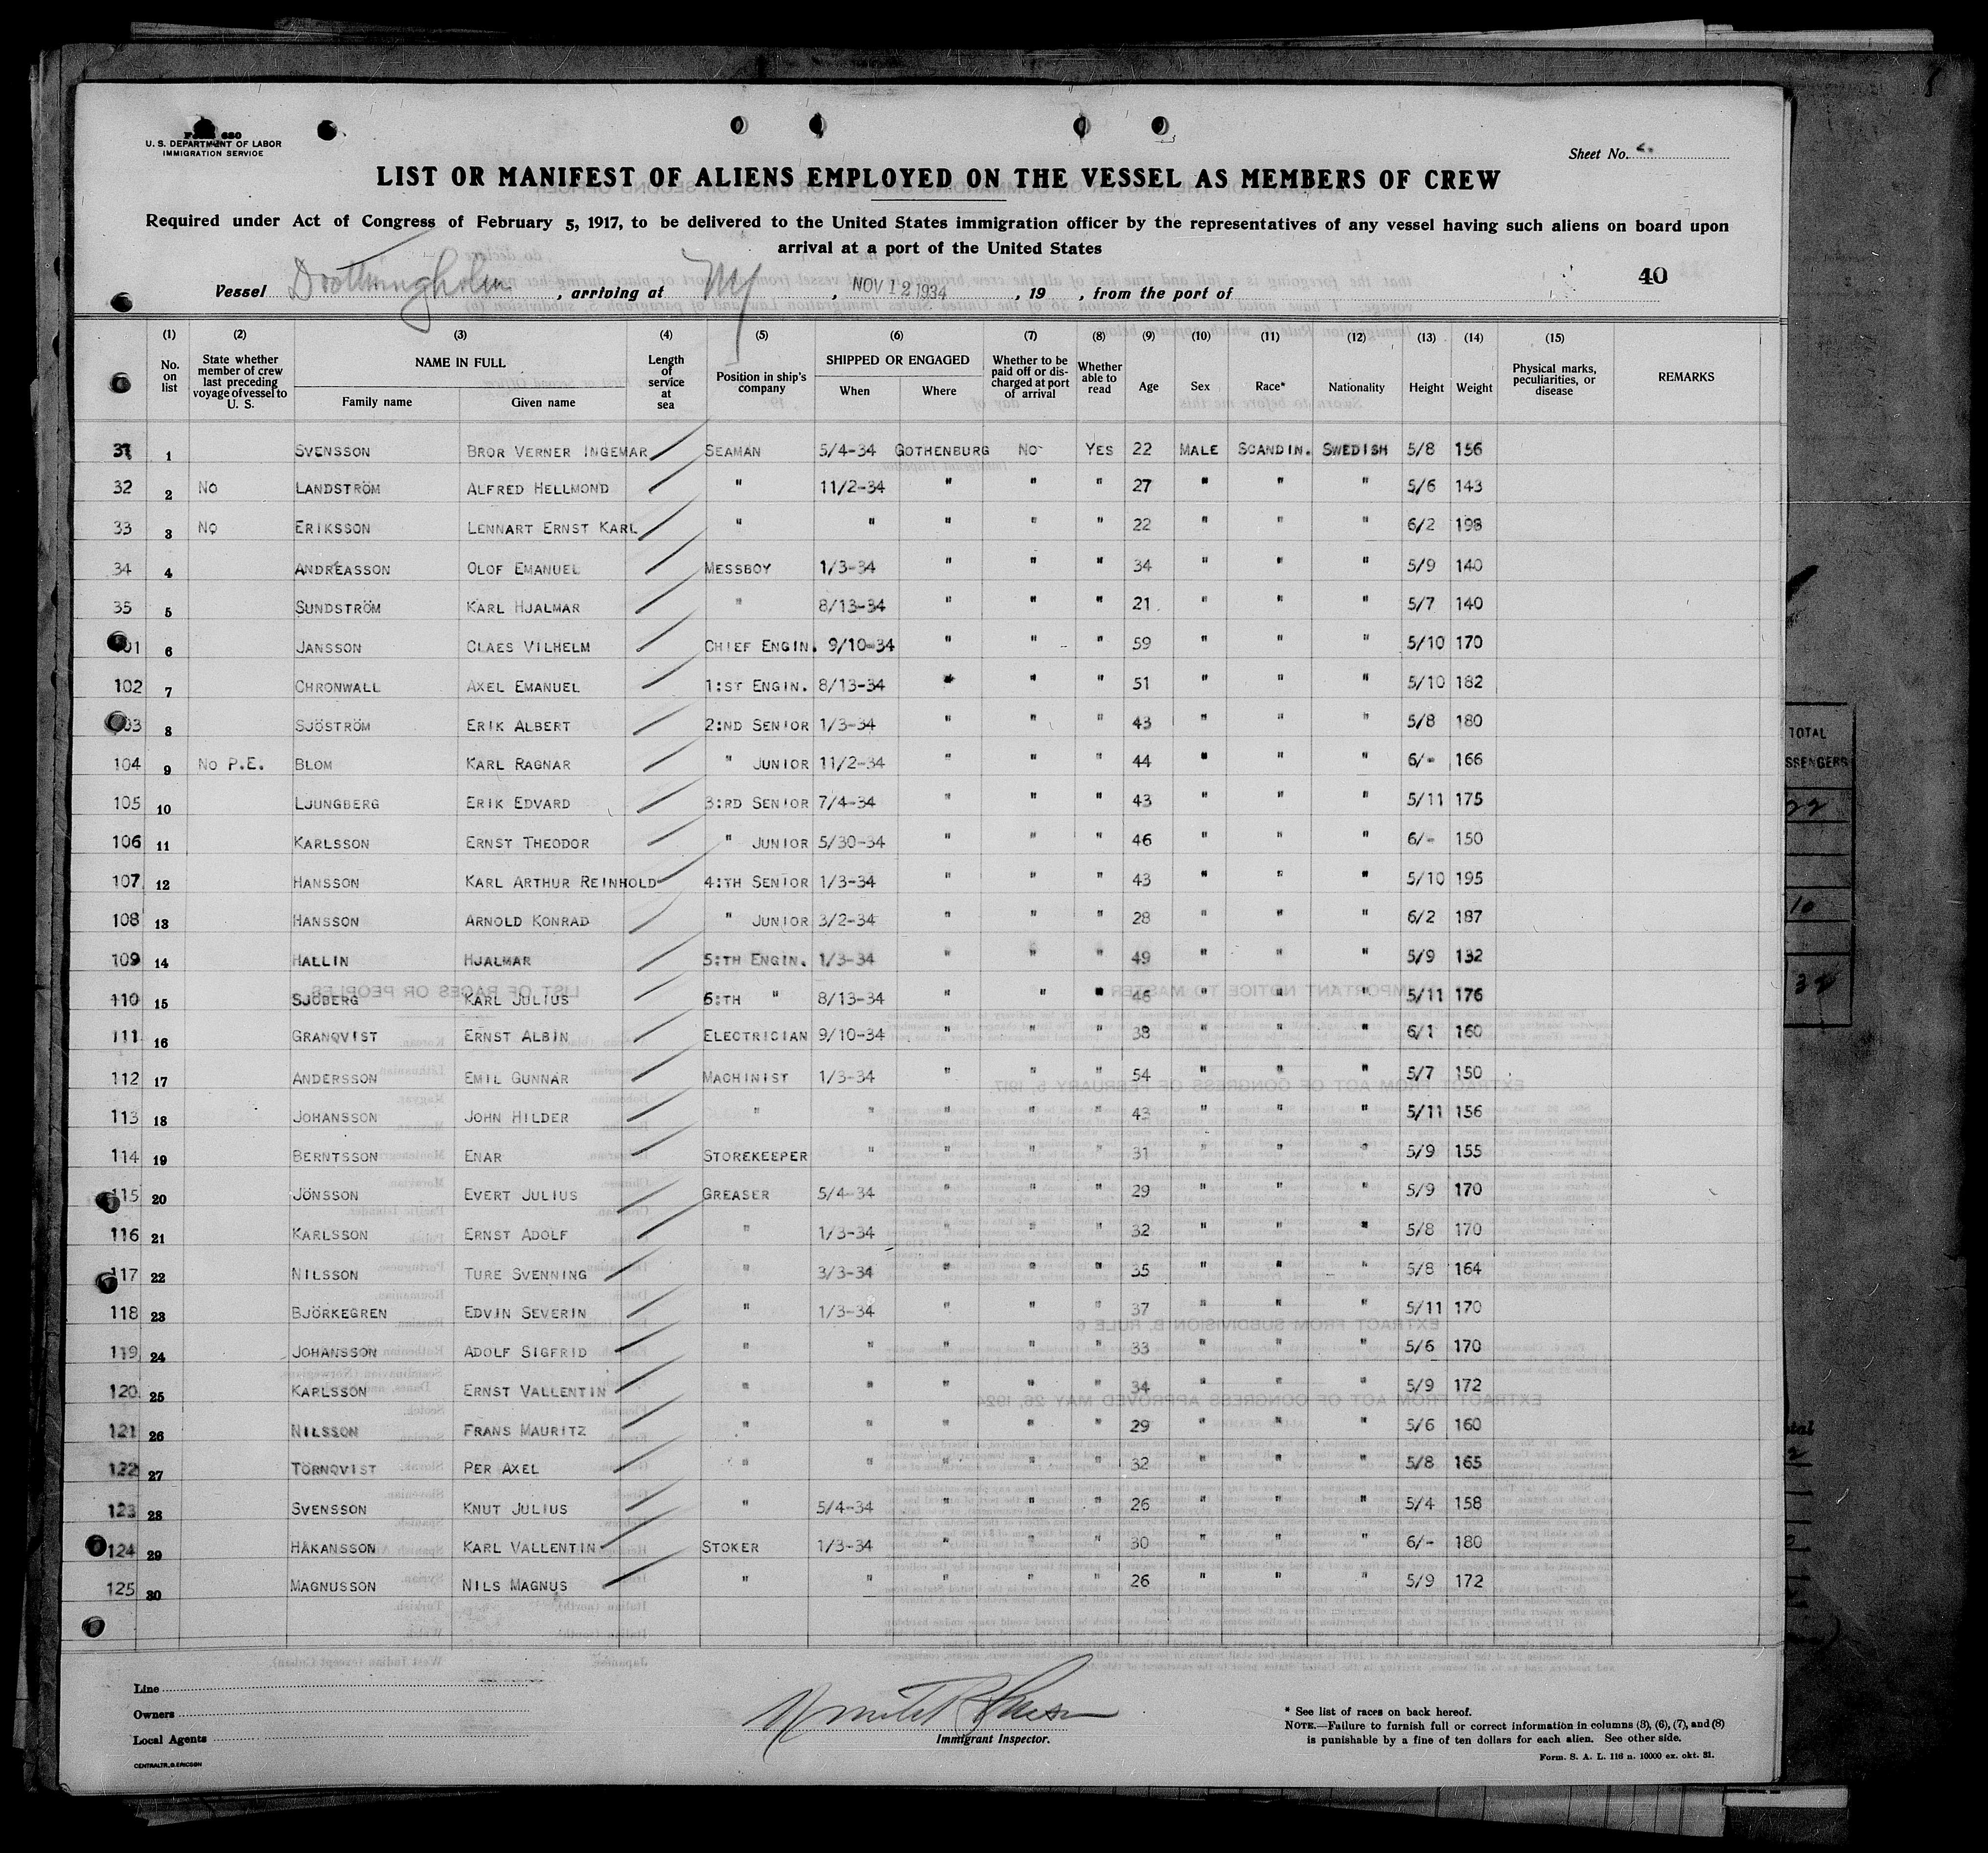 Form 680
U. S. DEPARTMENT OF LABOR
IMMIGRATION SERVICE
Sheet No.
LIST OR MANIFEST OF ALIENS EMPLOYED ON THE VESSEL AS MEMBERS OF CREW
Required under Act of Congress of February 5, 1917, to be delivered to the United States immigration officer by the representatives of any vessel having such aliens on board upon
arrival at a port of the United States
40
Vessel Drottningholm, arriving at NY, NOV 12 1934, 19 , from the port of
(1) (2) (3) (4) (5) (6) (7) (8) (9) (10) (11) (12) (13) (14) (15)
No. on list | State whether member of crew last preceding voyage of vessel to U. S. | NAME IN FULL Family name Given name | Length of service at sea | Position in ship's company | SHIPPED OR ENGAGED When Where | Whether to be paid off or discharged at port of arrival | Whether able to read | Age | Sex | Race* | Nationality | Height | Weight | Physical marks, peculiarities, or disease | REMARKS
31 1 SVENSSON BROR VERNER INGEMAR SEAMAN 5/4-34 GOTHENBURG NO YES 22 MALE SCANDIN. SWEDISH 5/8 156
32 2 NO LANDSTRÖM ALFRED HELLMOND " 11/2-34 " " " 27 " " " 5/6 143
33 3 NO ERIKSSON LENNART ERNST KARL " " " " " 22 " " " 6/2 198
34 4 ANDREASSON OLOF EMANUEL MESSBOY 1/3-34 " " " 34 " " " 5/9 140
35 5 SUNDSTRÖM KARL HJALMAR " 8/13-34 " " " 21 " " " 5/7 140
101 6 JANSSON CLAES VILHELM CHIEF ENGIN. 9/10-34 " " " 59 " " " 5/10 170
102 7 CHRONWALL AXEL EMANUEL 1:ST ENGIN. 8/13-34 " " " 51 " " " 5/10 182
103 8 SJÖSTRÖM ERIK ALBERT 2:ND SENIOR 1/3-34 " " " 43 " " " 5/8 180
104 9 NO P.E. BLOM KARL RAGNAR " JUNIOR 11/2-34 " " " 44 " " " 6/- 166
105 10 LJUNGBERG ERIK EDVARD 3:RD SENIOR 7/4-34 " " " 43 " " " 5/11 175
106 11 KARLSSON ERNST THEODOR " JUNIOR 5/30-34 " " " 46 " " " 6/- 150
107 12 HANSSON KARL ARTHUR REINHOLD 4:TH SENIOR 1/3-34 " " " 43 " " " 5/10 195
108 13 HANSSON ARNOLD KONRAD " JUNIOR 3/2-34 " " " 28 " " " 6/2 187
109 14 HALLIN HJALMAR 5:TH ENGIN. 1/3-34 " " " 49 " " " 5/9 132
110 15 SJÖBERG KARL JULIUS 6:TH " 8/13-34 " " " 46 " " " 5/11 176
111 16 GRANQVIST ERNST ALBIN ELECTRICIAN 9/10-34 " " " 38 " " " 6/1 160
112 17 ANDERSSON EMIL GUNNAR MACHINIST 1/3-34 " " " 54 " " " 5/7 150
113 18 JOHANSSON JOHN HILDER " " " " " 43 " " " 5/11 156
114 19 BERNTSSON ENAR STOREKEEPER " " " " 31 " " " 5/9 155
115 20 JÖNSSON EVERT JULIUS GREASER 5/4-34 " " " 29 " " " 5/9 170
116 21 KARLSSON ERNST ADOLF " 1/3-34 " " " 32 " " " 5/8 170
117 22 NILSSON TURE SVENNING " 3/3-34 " " " 35 " " " 5/8 164
118 23 BJÖRKEGREN EDVIN SEVERIN " 1/3-34 " " " 37 " " " 5/11 170
119 24 JOHANSSON ADOLF SIGFRID " " " " " 33 " " " 5/6 170
120 25 KARLSSON ERNST VALLENTIN " " " " " 34 " " " 5/9 172
121 26 NILSSON FRANS MAURITZ " " " " " 29 " " " 5/6 160
122 27 TÖRNQVIST PER AXEL " " " " " 32 " " " 5/8 165
123 28 SVENSSON KNUT JULIUS " 5/4-34 " " " 26 " " " 5/4 158
124 29 HÅKANSSON KARL VALLENTIN STOKER 1/3-34 " " " 30 " " " 6/- 180
125 30 MAGNUSSON NILS MAGNUS " " " " " 26 " " " 5/9 172
Line
Owners
Local Agents
CENTRALTR., G. ERICSON
Immigrant Inspector.
* See list of races on back hereof.
NOTE.—Failure to furnish full or correct information in columns (3), (6), (7), and (8)
is punishable by a fine of ten dollars for each alien. See other side.
Form. S. A. L. 116 n. 10000 ex. okt. 31.
TOTAL